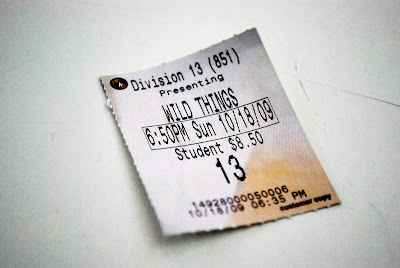 Division 13 (851)
Presenting
WILD THINGS
6:50PM Sun 10/18/09
Student $8.50
13
14928000050006
10/18/09 06:35 PM
customer copy